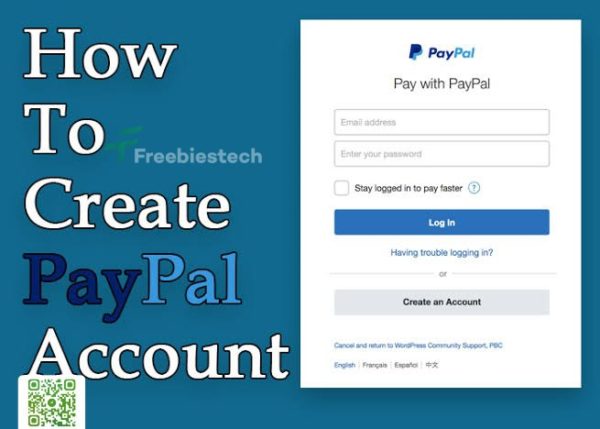 How
To
Freebiestech
Create
PayPal
Account
PayPal
Pay with PayPal
Email address
Enter your password
Stay logged in to pay faster ?
Log In
Having trouble logging in?
or
Create an Account
Cancel and return to WordPress Community Support, PBC
English | Français | Español | 中文